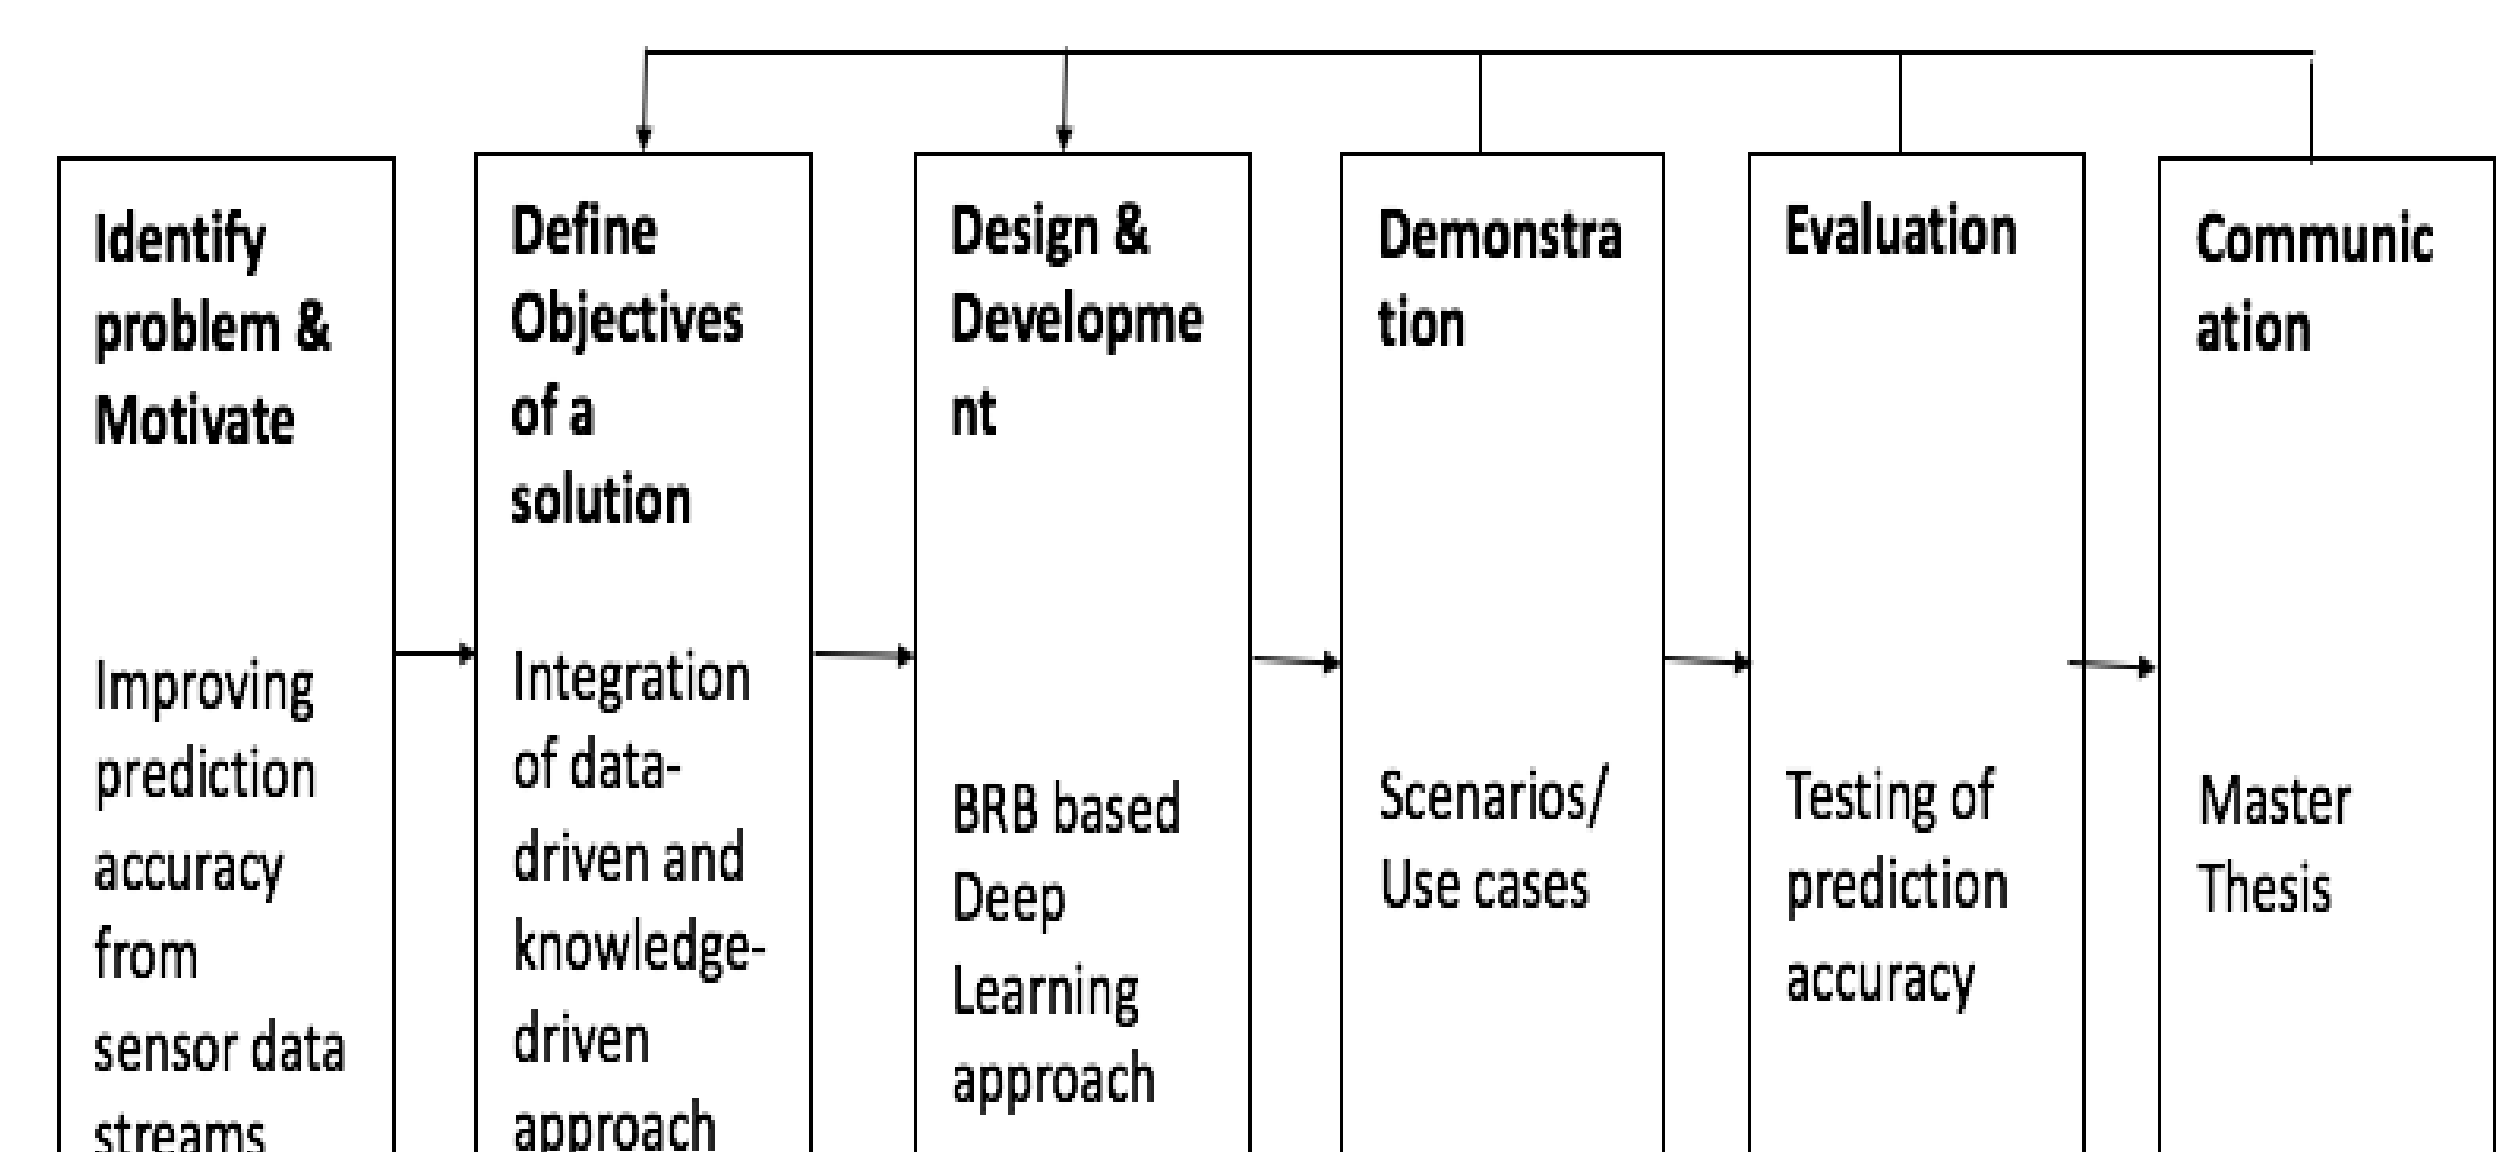 Identify
problem &
Motivate
Improving
prediction
accuracy
from
sensor data
streams
Define
Objectives
of a
solution
Integration
of data-
driven and
knowledge-
driven
approach
Design &
Developme
nt
BRB based
Deep
Learning
approach
Demonstra
tion
Scenarios/
Use cases
Evaluation
Testing of
prediction
accuracy
Communic
ation
Master
Thesis